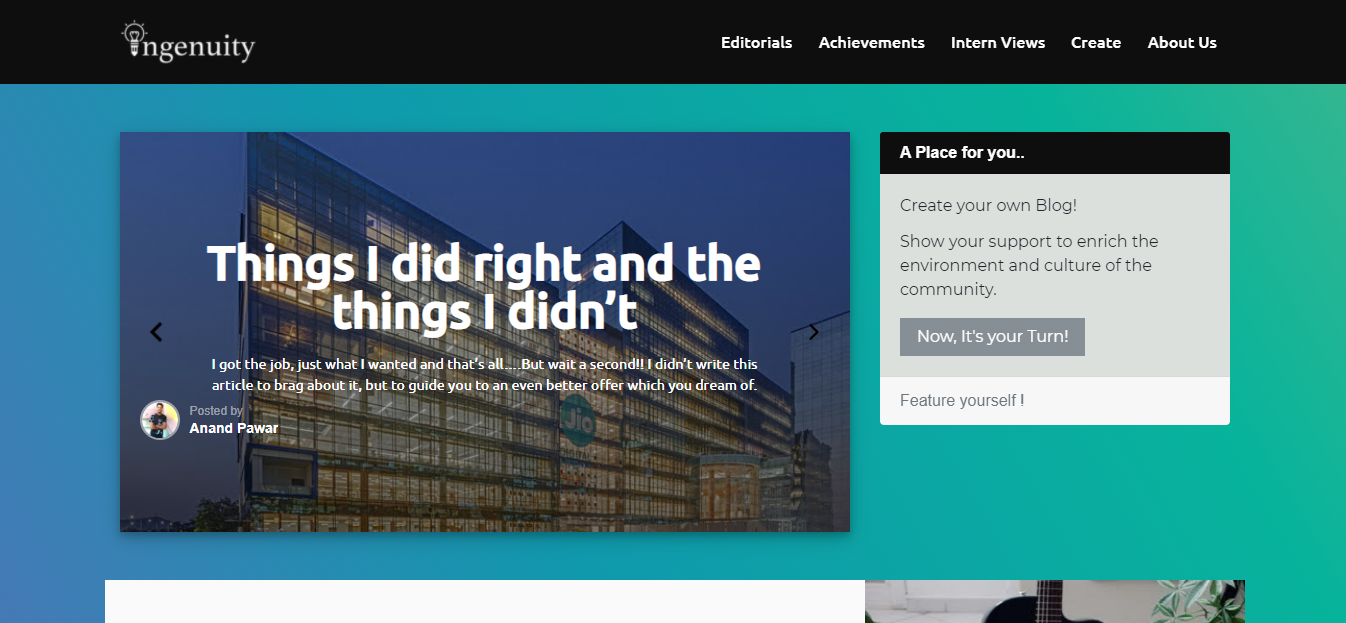 ingenuity
Editorials Achievements Intern Views Create About Us
Things I did right and the
things I didn’t
I got the job, just what I wanted and that’s all.....But wait a second!! I didn’t write this
article to brag about it, but to guide you to an even better offer which you dream of.
Posted by
Anand Pawar
Jio
A Place for you..
Create your own Blog!
Show your support to enrich the
environment and culture of the
community.
Now, It's your Turn!
Feature yourself !